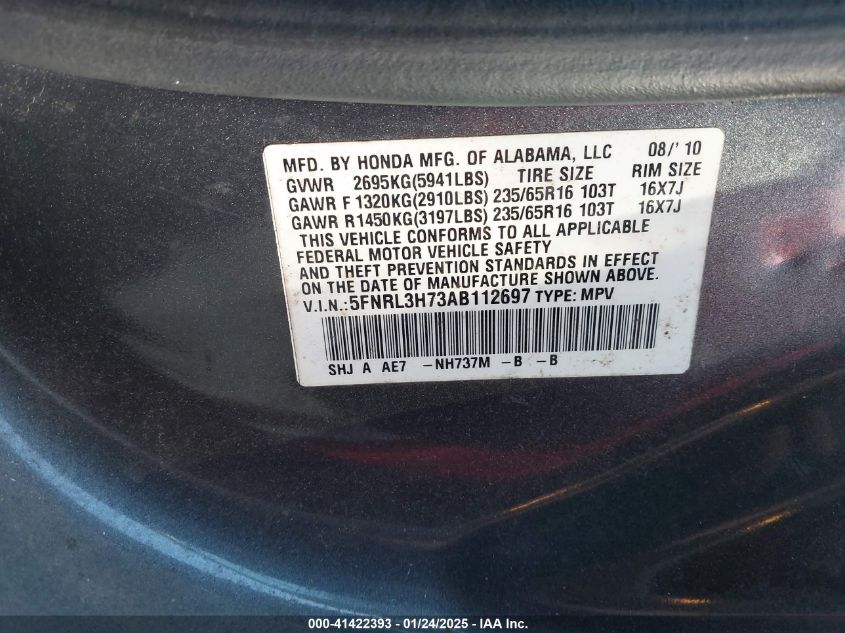 MFD. BY HONDA MFG. OF ALABAMA, LLC 08/'10
GVWR 2695KG(5941LBS) TIRE SIZE RIM SIZE
GAWR F 1320KG(2910LBS) 235/65R16 103T 16X7J
GAWR R1450KG(3197LBS) 235/65R16 103T 16X7J
THIS VEHICLE CONFORMS TO ALL APPLICABLE
FEDERAL MOTOR VEHICLE SAFETY
AND THEFT PREVENTION STANDARDS IN EFFECT
ON THE DATE OF MANUFACTURE SHOWN ABOVE.
V.I.N.:5FNRL3H73AB112697 TYPE: MPV
SHJ A AE7 -NH737M -B -B
000-41422393 - 01/24/2025 - IAA Inc.